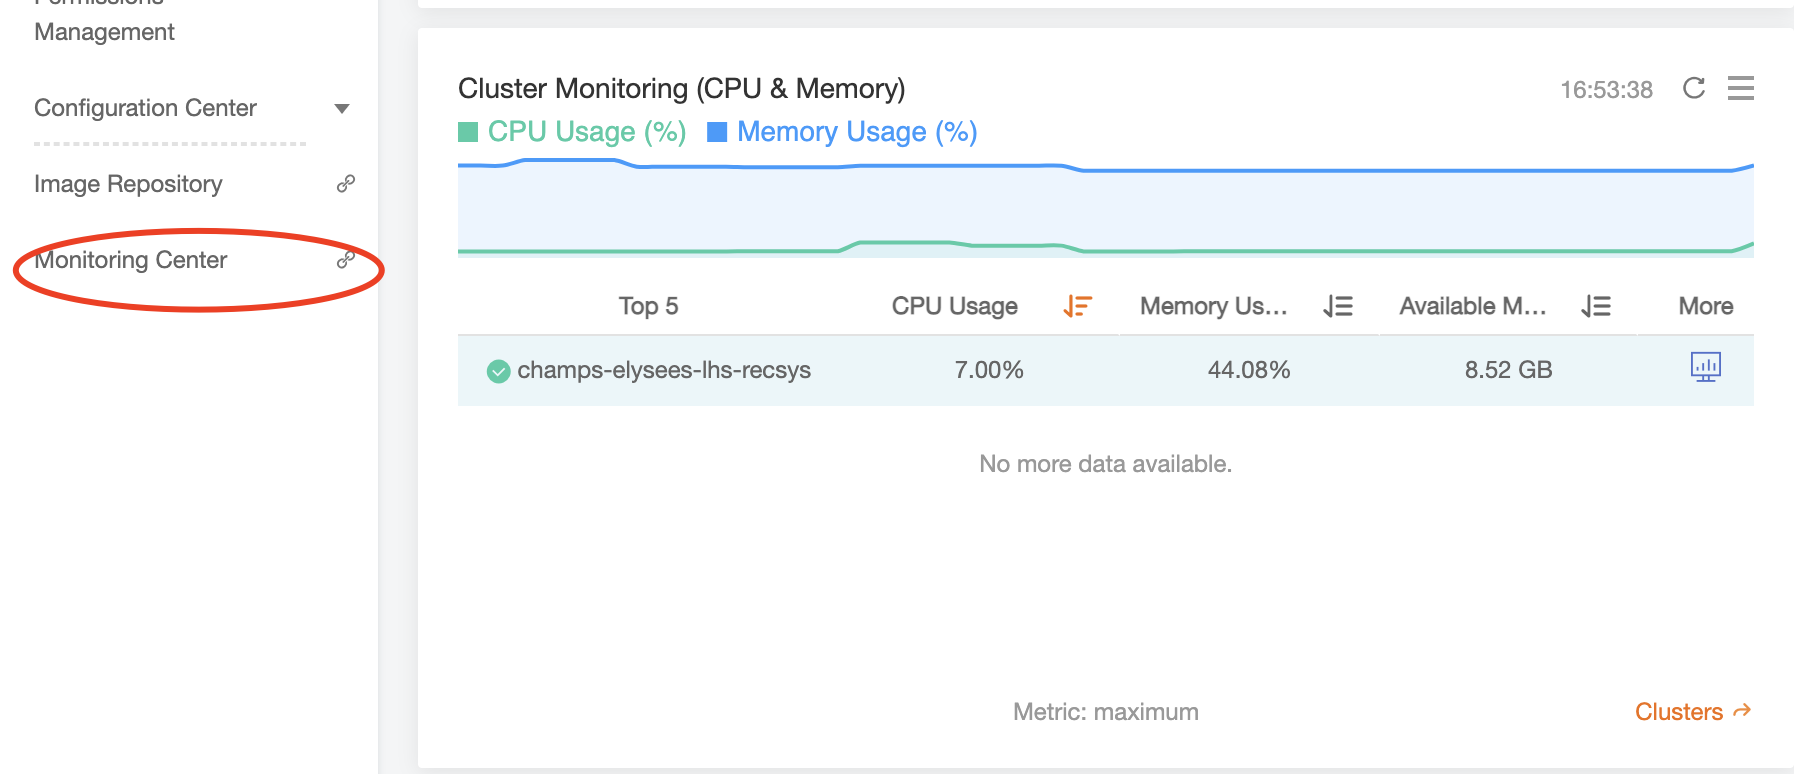 Permissions
Management
Configuration Center
Image Repository
Monitoring Center
Cluster Monitoring (CPU & Memory)
16:53:38
CPU Usage (%) Memory Usage (%)
Top 5 CPU Usage Memory Us... Available M... More
champs-elysees-lhs-recsys 7.00% 44.08% 8.52 GB
No more data available.
Metric: maximum
Clusters